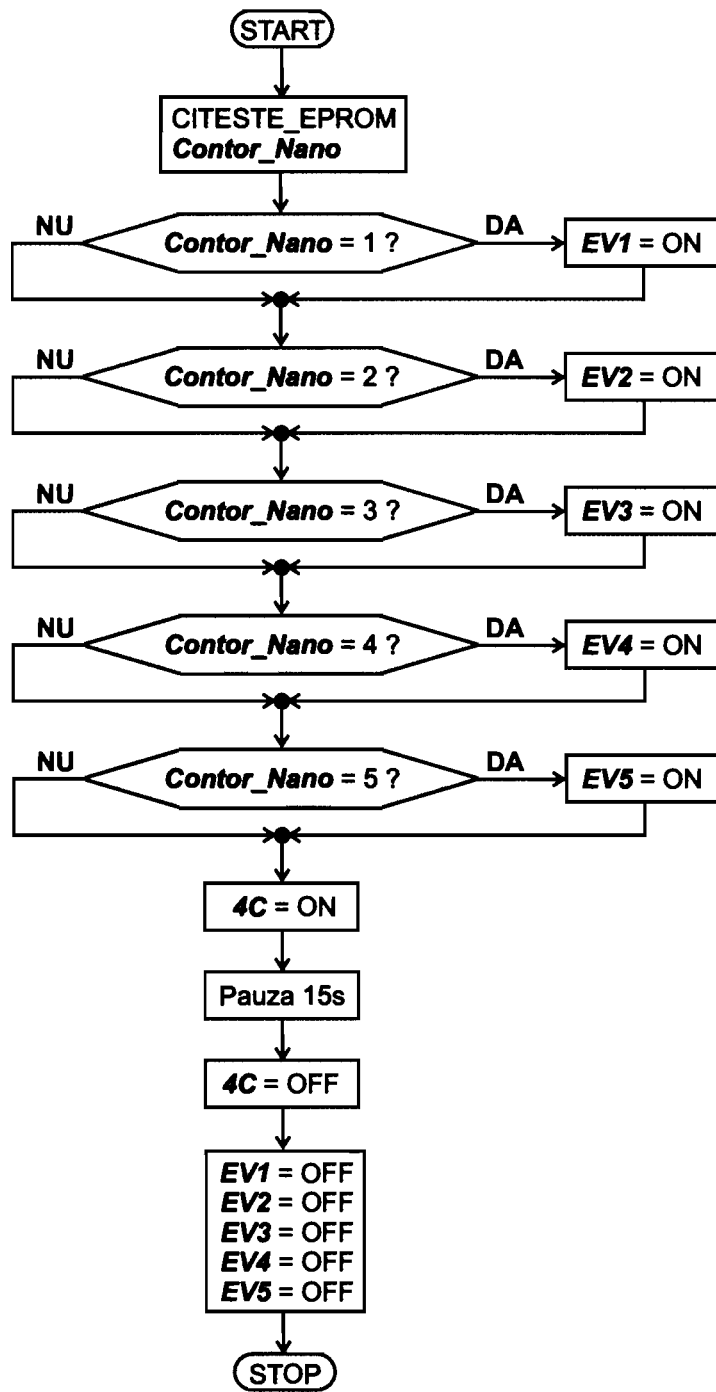 START
CITESTE_EPROM
Contor_Nano
NU
Contor_Nano = 1 ?
DA
EV1 = ON
NU
Contor_Nano = 2 ?
DA
EV2 = ON
NU
Contor_Nano = 3 ?
DA
EV3 = ON
NU
Contor_Nano = 4 ?
DA
EV4 = ON
NU
Contor_Nano = 5 ?
DA
EV5 = ON
4C = ON
Pauza 15s
4C = OFF
EV1 = OFF
EV2 = OFF
EV3 = OFF
EV4 = OFF
EV5 = OFF
STOP